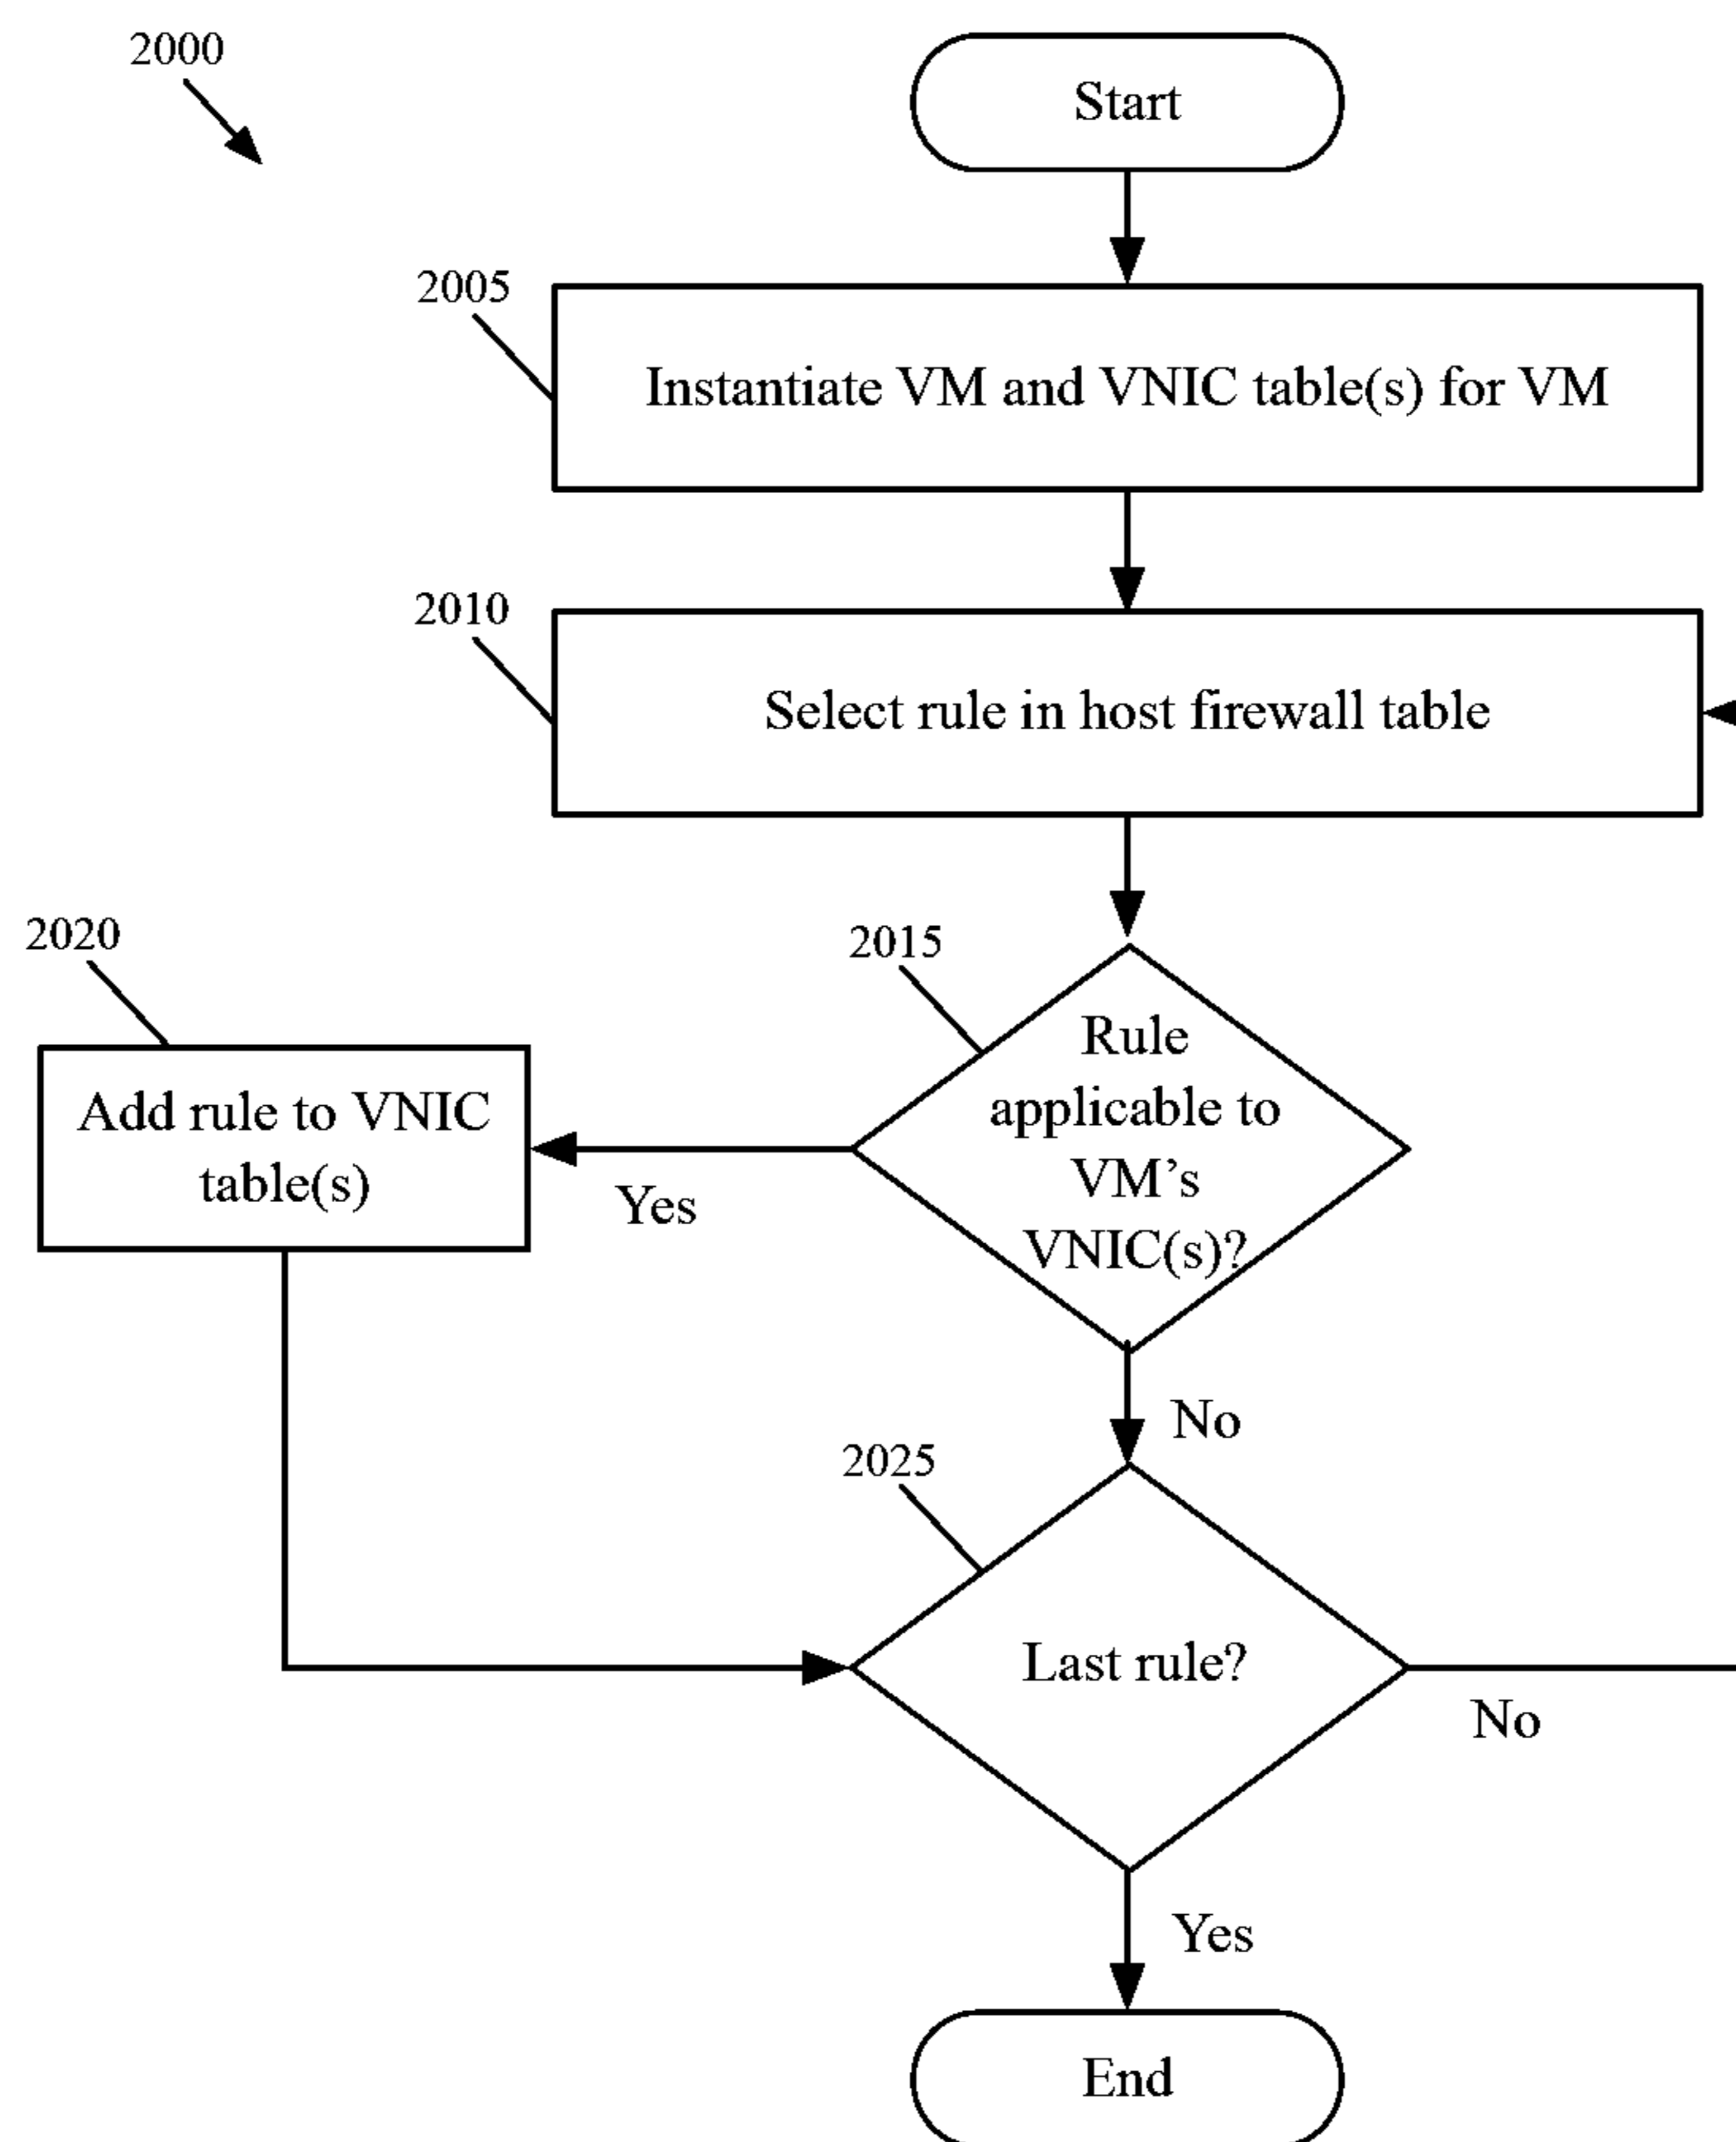 2000
Start
2005
Instantiate VM and VNIC table(s) for VM
2010
Select rule in host firewall table
2020
2015
Rule
applicable to
VM’s
VNIC(s)?
Add rule to VNIC
table(s)
Yes
No
2025
Last rule?
No
Yes
End